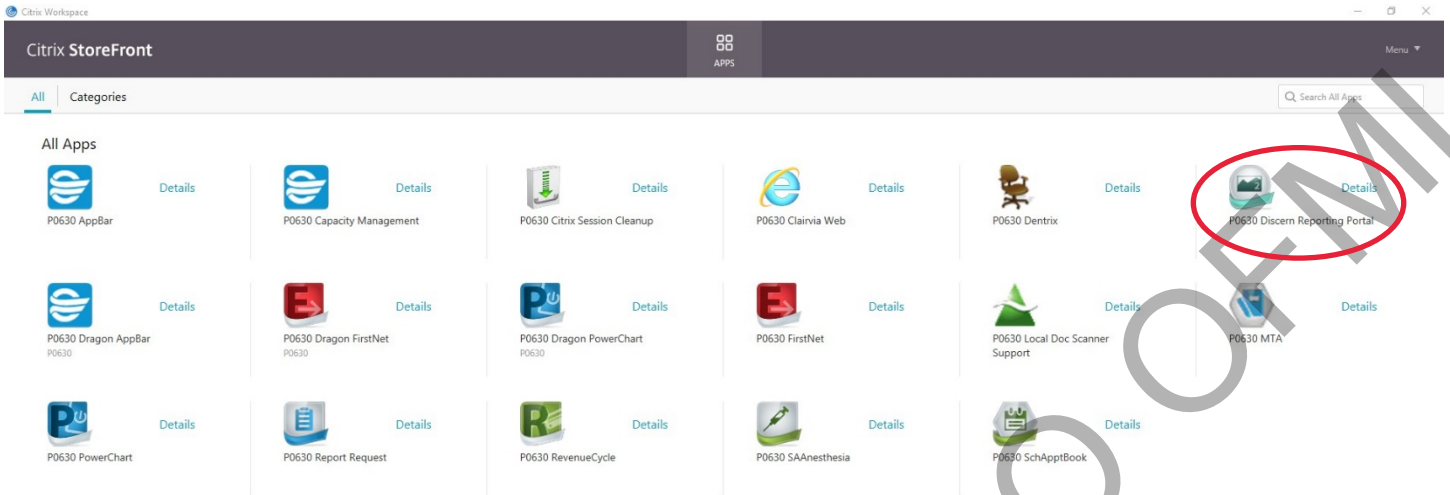 Citrix Workspace
Citrix StoreFront
APPS
Menu
All
Categories
Search All Apps
All Apps
Details
Details
Details
Details
Details
Details
P0630 AppBar
P0630 Capacity Management
P0630 Citrix Session Cleanup
P0630 Clairvia Web
P0630 Dentrix
P0630 Discern Reporting Portal
Details
Details
Details
Details
Details
Details
P0630 Dragon AppBar
P0630
P0630 Dragon FirstNet
P0630
P0630 Dragon PowerChart
P0630
P0630 FirstNet
P0630 Local Doc Scanner
Support
P0630 MTA
Details
Details
Details
Details
Details
P0630 PowerChart
P0630 Report Request
P0630 RevenueCycle
P0630 SAAnesthesia
P0630 SchApptBook